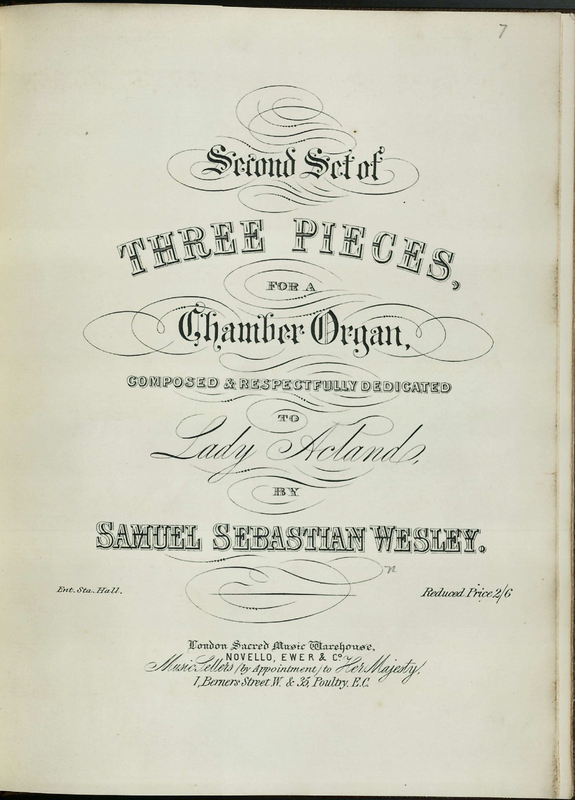 7
Second Set of
THREE PIECES,
FOR A
Chamber Organ,
COMPOSED & RESPECTFULLY DEDICATED
TO
Lady Acland,
BY
SAMUEL SEBASTIAN WESLEY.
Ent. Sta. Hall.
Reduced Price 2/6
London Sacred Music Warehouse,
NOVELLO, EWER & Co.
Music Sellers (by Appointment) to Her Majesty,
1, Berners Street W. & 35, Poultry. E.C.